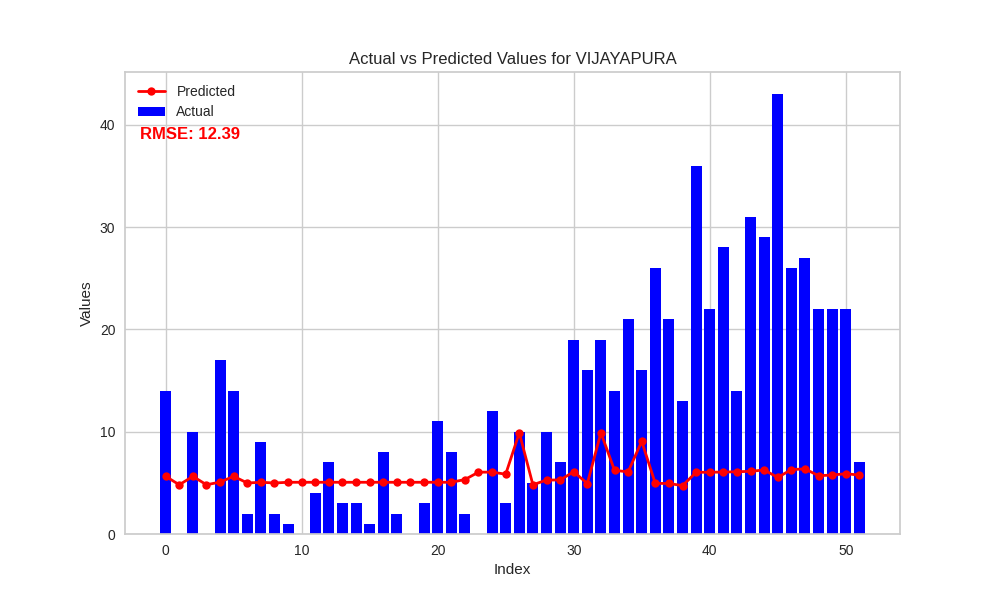 Actual vs Predicted Values for VIJAYAPURA
Predicted
Actual
RMSE: 12.39
Values
40
30
20
10
0
0 10 20 30 40 50
Index